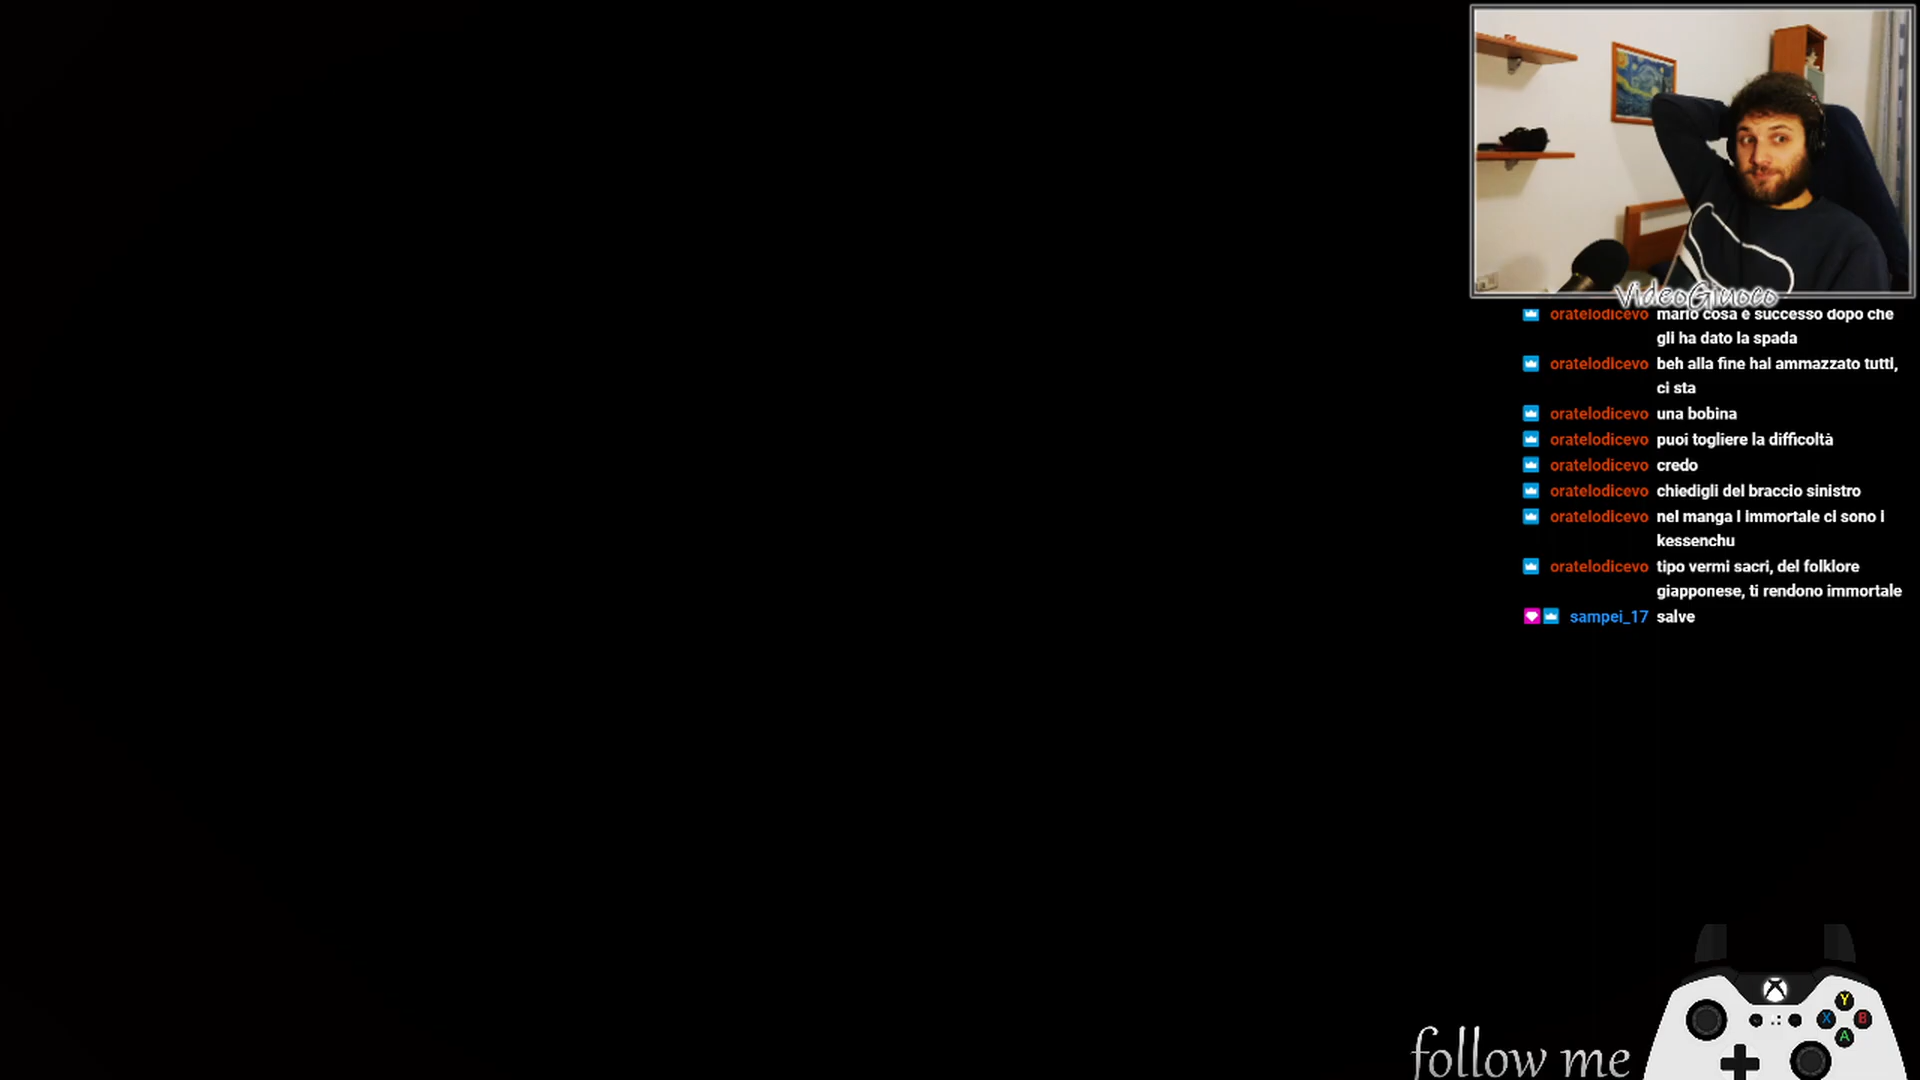 VideoGiuoco
oratelodicevo mario cosa è successo dopo che
gli ha dato la spada
oratelodicevo beh alla fine hai ammazzato tutti,
ci sta
oratelodicevo una bobina
oratelodicevo puoi togliere la difficoltà
oratelodicevo credo
oratelodicevo chiedigli del braccio sinistro
oratelodicevo nel manga l immortale ci sono i
kessenchu
oratelodicevo tipo vermi sacri, del folklore
giapponese, ti rendono immortale
sampei_17 salve
Y
X B
A
follow me